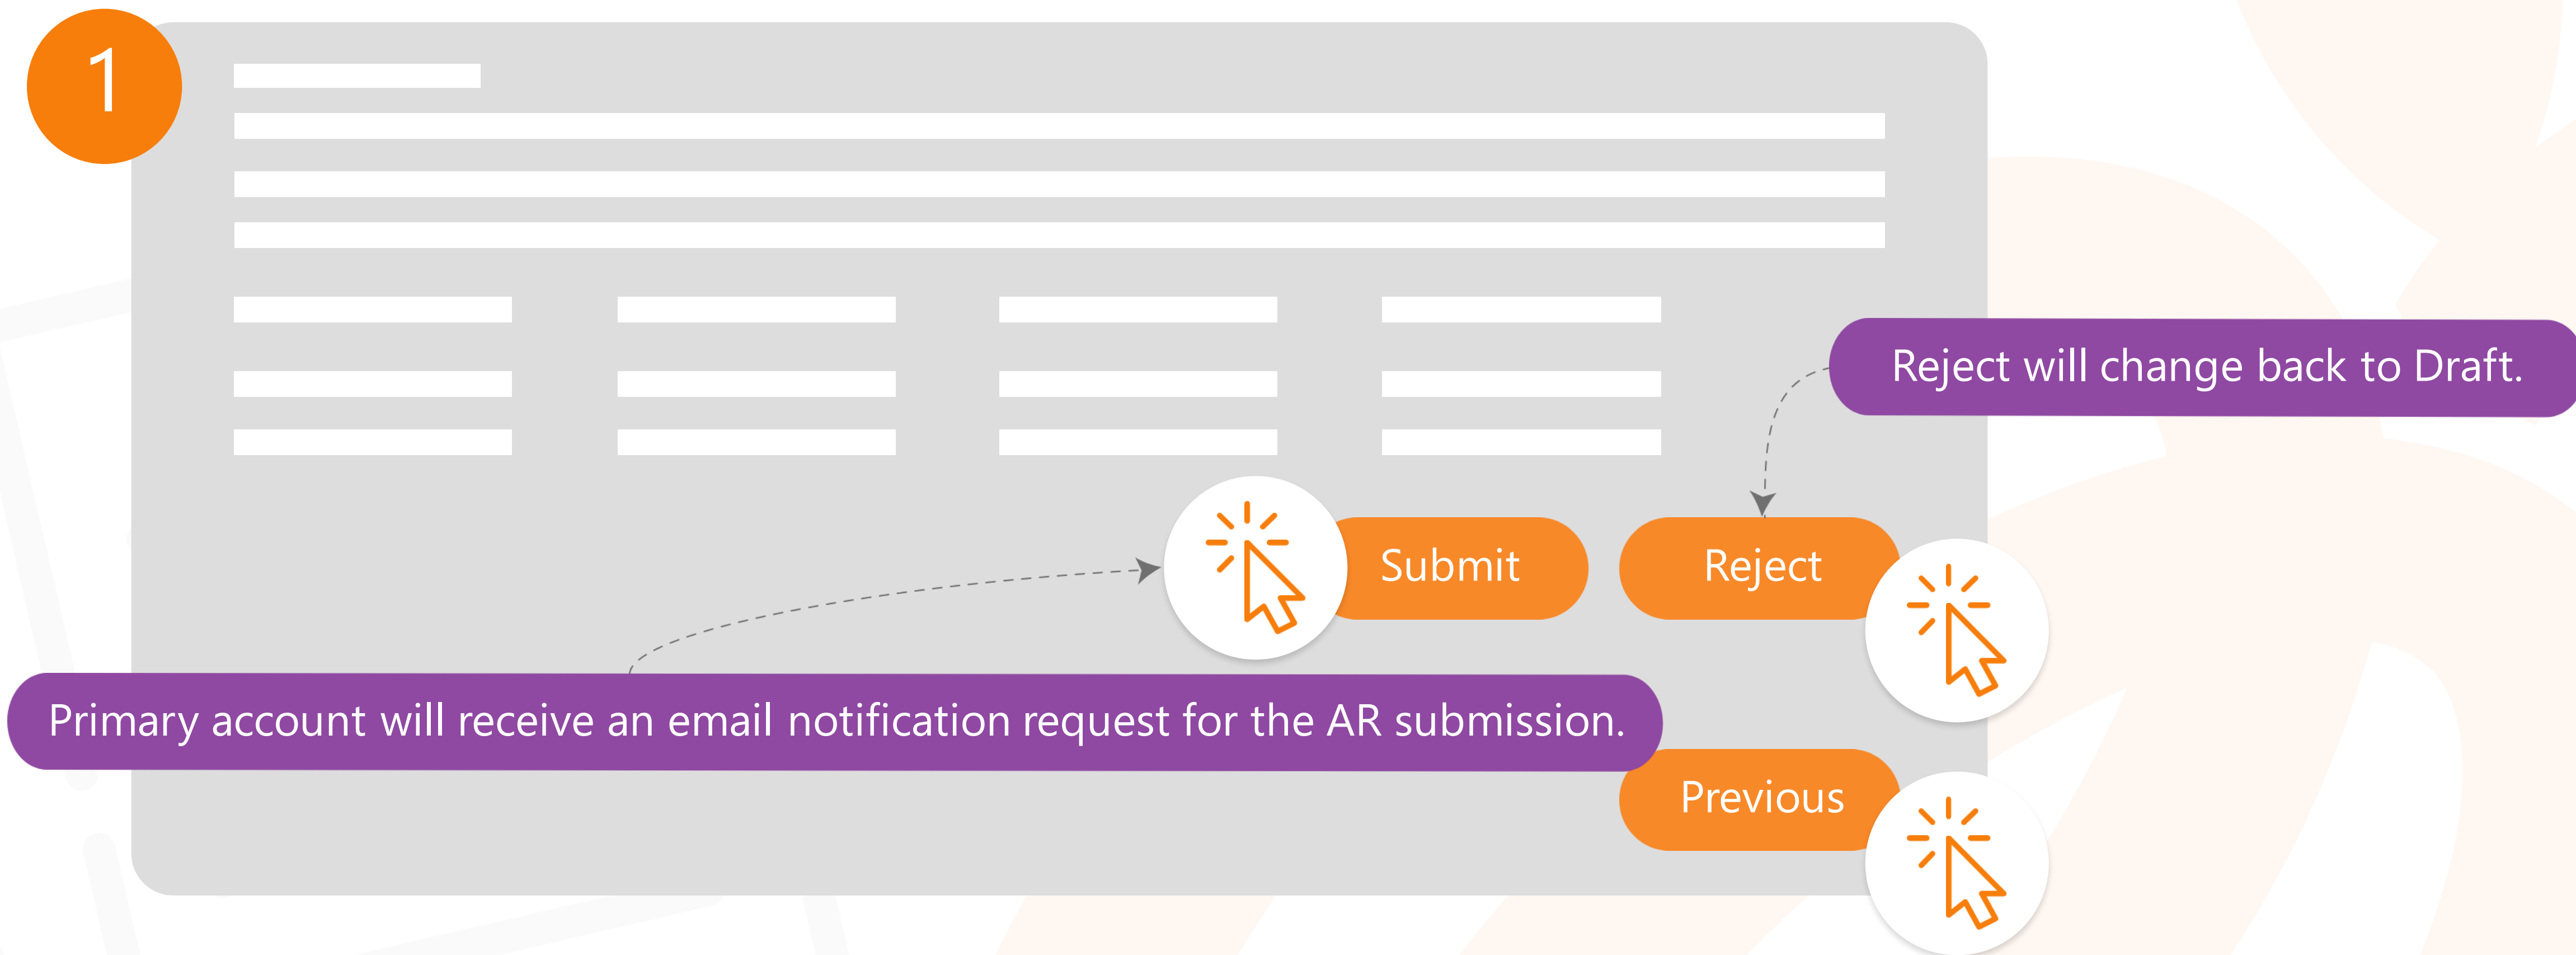 1
Reject will change back to Draft.
Submit
Reject
Primary account will receive an email notification request for the AR submission.
Previous